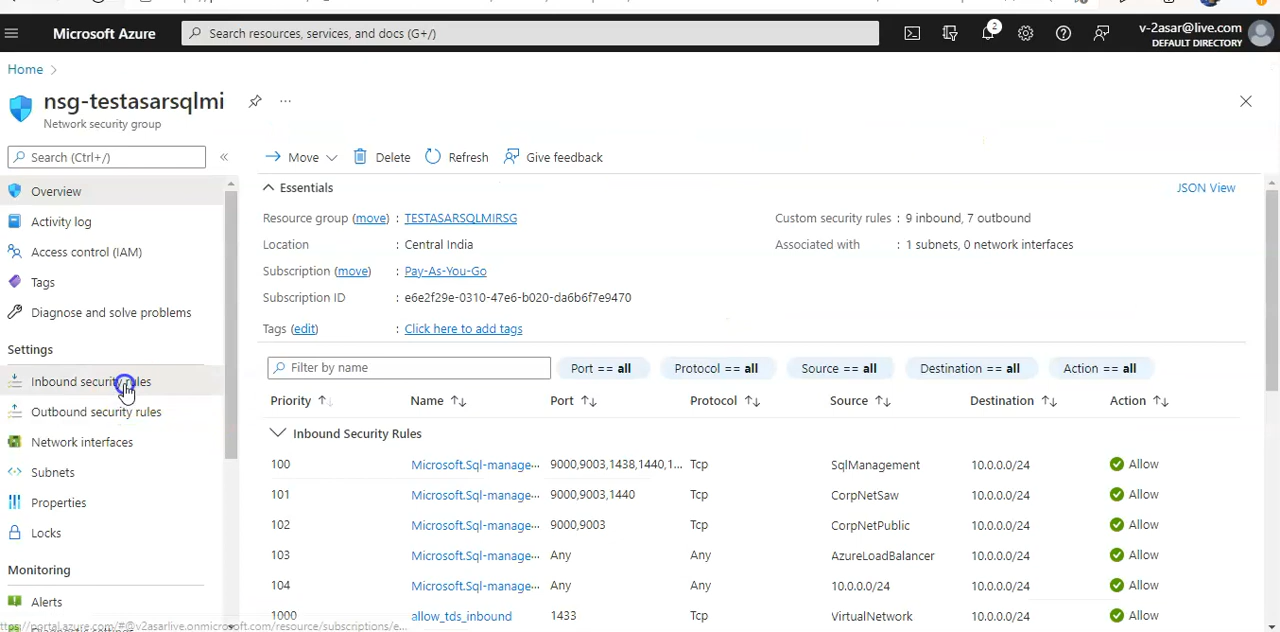 Microsoft Azure
Search resources, services, and docs (G+/)
2
v-2asar@live.com
DEFAULT DIRECTORY
Home
nsg-testasarsqlmi
Network security group
Search (Ctrl+/)
Move
Delete
Refresh
Give feedback
Overview
Activity log
Access control (IAM)
Tags
Diagnose and solve problems
Settings
Inbound security rules
Outbound security rules
Network interfaces
Subnets
Properties
Locks
Monitoring
Alerts
Essentials
JSON View
Resource group (move) : TESTASARSQLMIRSG
Location : Central India
Subscription (move) : Pay-As-You-Go
Subscription ID : e6e2f29e-0310-47e6-b020-da6b6f7e9470
Tags (edit) : Click here to add tags
Custom security rules : 9 inbound, 7 outbound
Associated with : 1 subnets, 0 network interfaces
Filter by name
Port == all
Protocol == all
Source == all
Destination == all
Action == all
Priority Name Port Protocol Source Destination Action
Inbound Security Rules
100 Microsoft.Sql-manage... 9000,9003,1438,1440,1... Tcp SqlManagement 10.0.0.0/24 Allow
101 Microsoft.Sql-manage... 9000,9003,1440 Tcp CorpNetSaw 10.0.0.0/24 Allow
102 Microsoft.Sql-manage... 9000,9003 Tcp CorpNetPublic 10.0.0.0/24 Allow
103 Microsoft.Sql-manage... Any Any AzureLoadBalancer 10.0.0.0/24 Allow
104 Microsoft.Sql-manage... Any Any 10.0.0.0/24 10.0.0.0/24 Allow
1000 allow_tds_inbound 1433 Tcp VirtualNetwork 10.0.0.0/24 Allow
ttps://portal.azure.com/#@v2asarlive.onmicrosoft.com/resource/subscriptions/e...